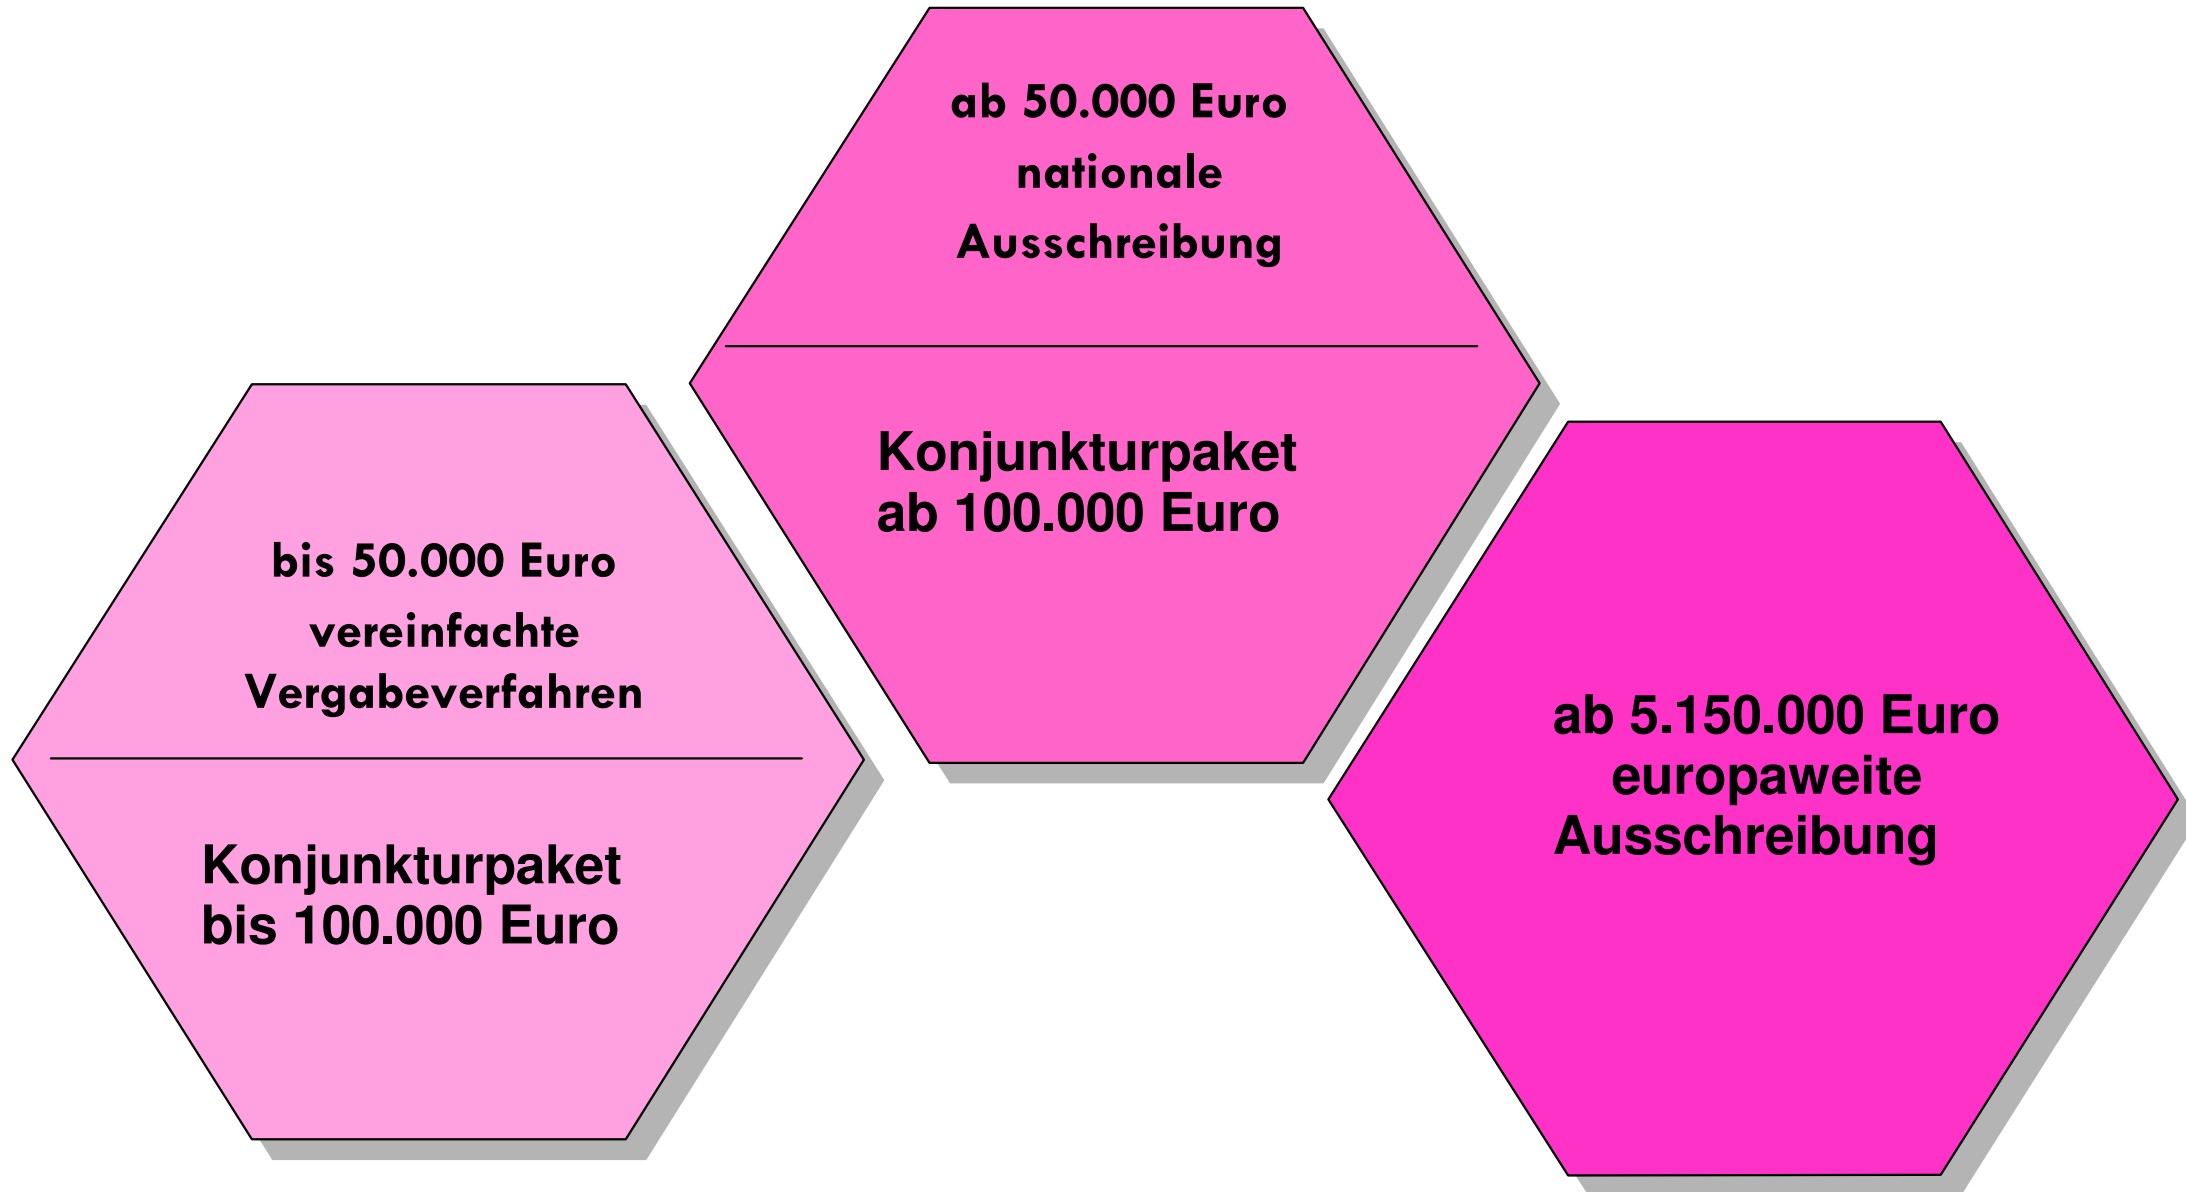 bis 50.000 Euro
vereinfachte
Vergabeverfahren
Konjunkturpaket
bis 100.000 Euro
ab 50.000 Euro
nationale
Ausschreibung
Konjunkturpaket
ab 100.000 Euro
ab 5.150.000 Euro
europaweite
Ausschreibung